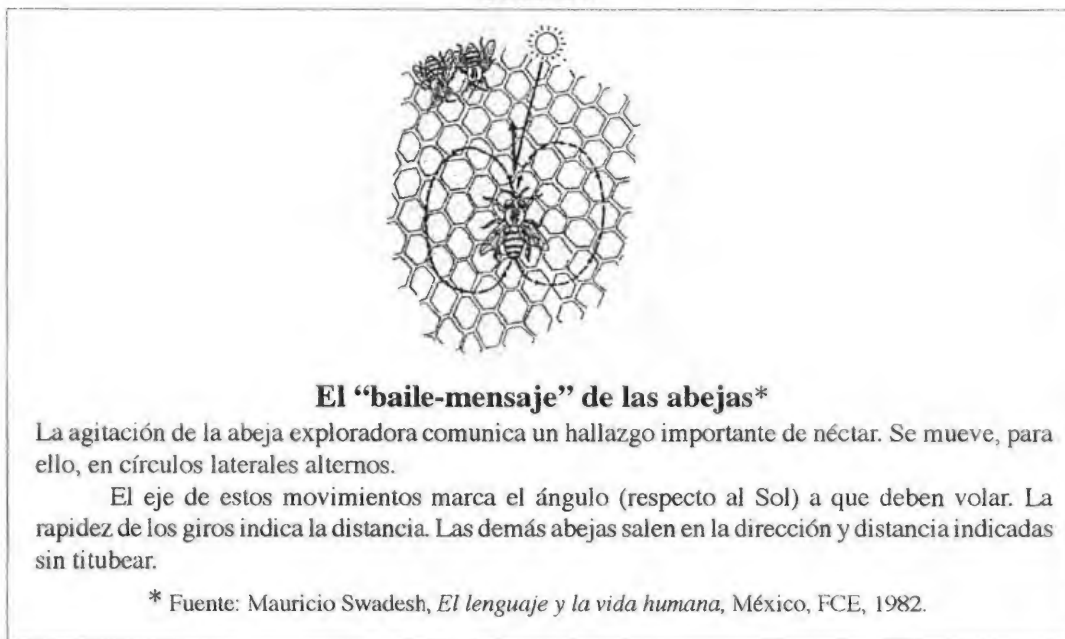 El “baile-mensaje” de las abejas*
La agitación de la abeja exploradora comunica un hallazgo importante de néctar. Se mueve, para
ello, en círculos laterales alternos.
El eje de estos movimientos marca el ángulo (respecto al Sol) a que deben volar. La
rapidez de los giros indica la distancia. Las demás abejas salen en la dirección y distancia indicadas
sin titubear.
* Fuente: Mauricio Swadesh, El lenguaje y la vida humana, México, FCE, 1982.